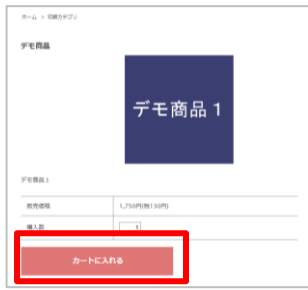 ホーム > 印刷カテゴリ
デモ商品
デモ商品 1
デモ商品 1
販売価格 1,750円(税130円)
購入数 1
カートに入れる